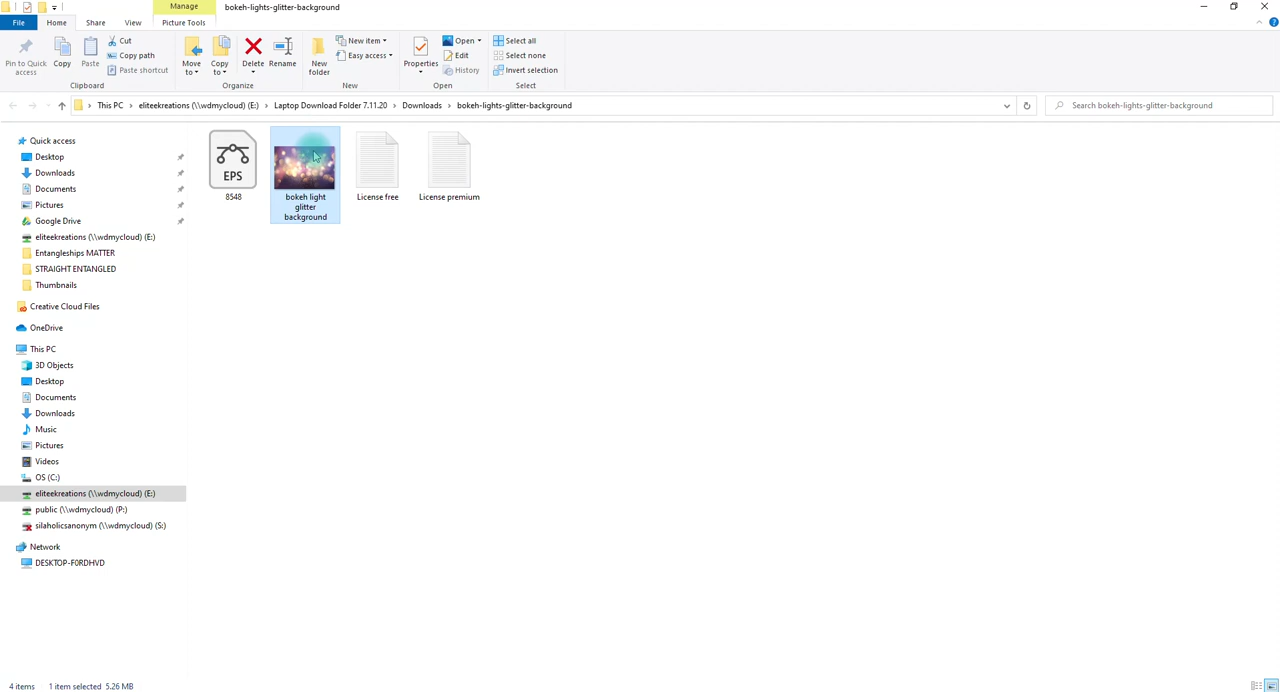 Manage
bokeh-lights-glitter-background
File
Home
Share
View
Picture Tools
Pin to Quick
access
Copy
Paste
Cut
Copy path
Paste shortcut
Clipboard
Move
to
Copy
to
Delete
Rename
Organize
New
folder
New item
Easy access
New
Properties
Open
Edit
History
Open
Select all
Select none
Invert selection
Select
This PC
eliteekreations (\\wdmycloud) (E:)
Laptop Download Folder 7.11.20
Downloads
bokeh-lights-glitter-background
Search bokeh-lights-glitter-background
Quick access
Desktop
Downloads
Documents
Pictures
Google Drive
eliteekreations (\\wdmycloud) (E:)
Entangleships MATTER
STRAIGHT ENTANGLED
Thumbnails
Creative Cloud Files
OneDrive
This PC
3D Objects
Desktop
Documents
Downloads
Music
Pictures
Videos
OS (C:)
eliteekreations (\\wdmycloud) (E:)
public (\\wdmycloud) (P:)
silaholicsanonym (\\wdmycloud) (S:)
Network
DESKTOP-F0RDHVD
EPS
8548
bokeh light
glitter
background
License free
License premium
4 items
1 item selected 5.26 MB